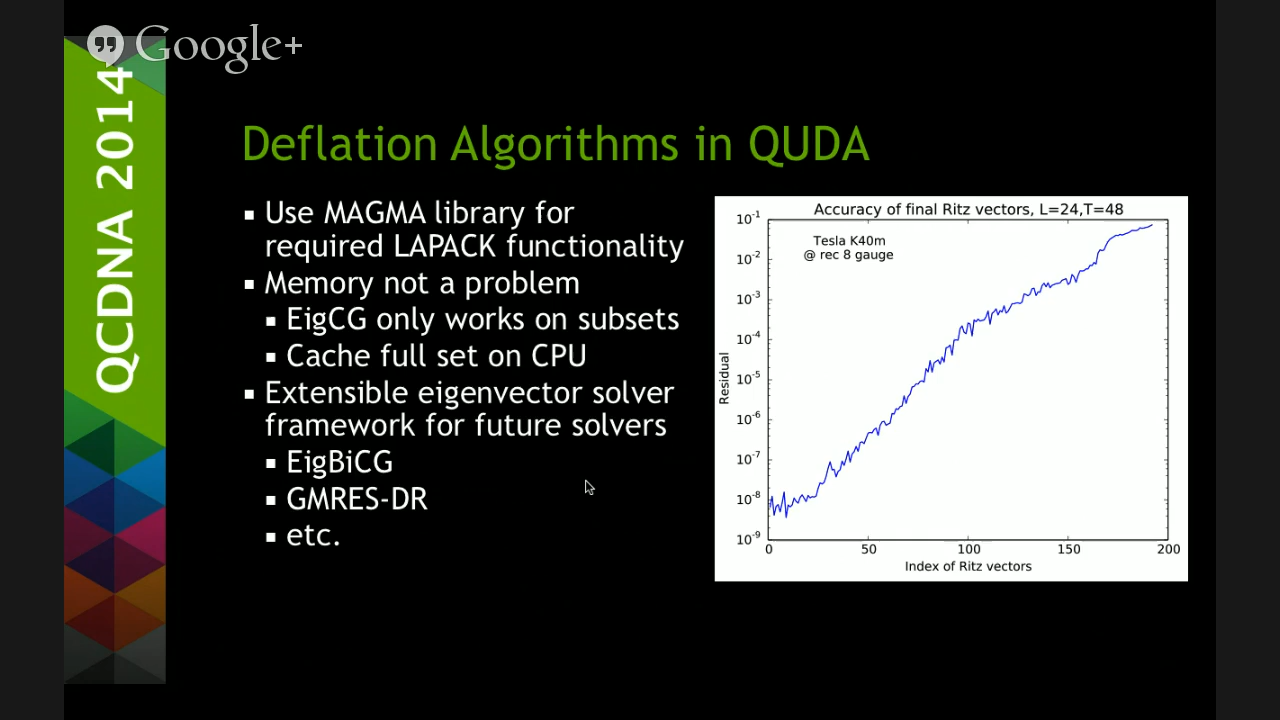 Google+
QCDNA 2014
Deflation Algorithms in QUDA
▪ Use MAGMA library for
required LAPACK functionality
▪ Memory not a problem
▪ EigCG only works on subsets
▪ Cache full set on CPU
▪ Extensible eigenvector solver
framework for future solvers
▪ EigBiCG
▪ GMRES-DR
▪ etc.
Accuracy of final Ritz vectors, L=24,T=48
Tesla K40m
@ rec 8 gauge
Residual
10⁻¹
10⁻²
10⁻³
10⁻⁴
10⁻⁵
10⁻⁶
10⁻⁷
10⁻⁸
10⁻⁹
0 50 100 150 200
Index of Ritz vectors